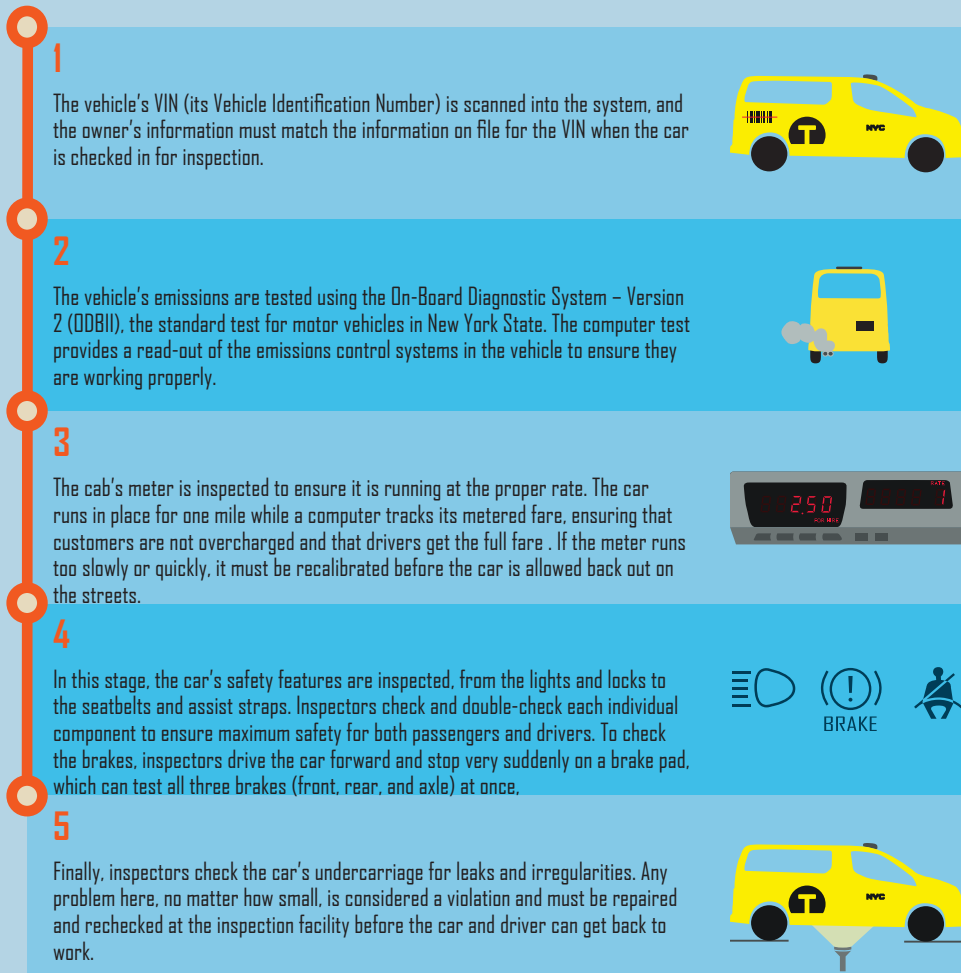 1
The vehicle's VIN (its Vehicle Identification Number) is scanned into the system, and
the owner's information must match the information on file for the VIN when the car
is checked in for inspection.
T
NYC
2
The vehicle's emissions are tested using the On-Board Diagnostic System – Version
2 (ODBII), the standard test for motor vehicles in New York State. The computer test
provides a read-out of the emissions control systems in the vehicle to ensure they
are working properly.
3
The cab's meter is inspected to ensure it is running at the proper rate. The car
runs in place for one mile while a computer tracks its metered fare, ensuring that
customers are not overcharged and that drivers get the full fare . If the meter runs
too slowly or quickly, it must be recalibrated before the car is allowed back out on
the streets.
2.50
FOR HIRE
RATE
1
4
In this stage, the car's safety features are inspected, from the lights and locks to
the seatbelts and assist straps. Inspectors check and double-check each individual
component to ensure maximum safety for both passengers and drivers. To check
the brakes, inspectors drive the car forward and stop very suddenly on a brake pad,
which can test all three brakes (front, rear, and axle) at once,
BRAKE
5
Finally, inspectors check the car's undercarriage for leaks and irregularities. Any
problem here, no matter how small, is considered a violation and must be repaired
and rechecked at the inspection facility before the car and driver can get back to
work.
T
NYC